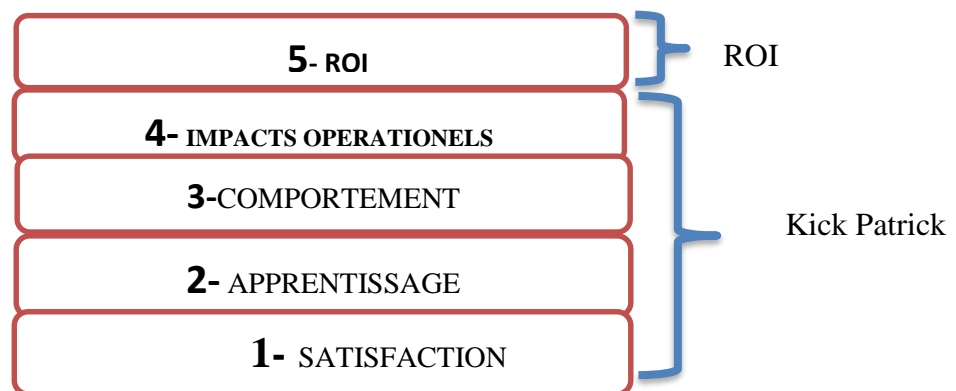 5- ROI
ROI
4- IMPACTS OPERATIONELS
3-COMPORTEMENT
Kick Patrick
2- APPRENTISSAGE
1- SATISFACTION